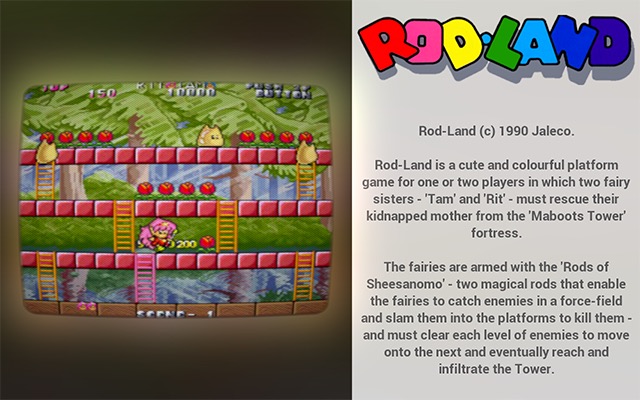 ROD·LAND
150
10000
200
SCENE- 1
Rod-Land (c) 1990 Jaleco.
Rod-Land is a cute and colourful platform
game for one or two players in which two fairy
sisters - 'Tam' and 'Rit' - must rescue their
kidnapped mother from the 'Maboots Tower'
fortress.
The fairies are armed with the 'Rods of
Sheesanomo' - two magical rods that enable
the fairies to catch enemies in a force-field
and slam them into the platforms to kill them -
and must clear each level of enemies to move
onto the next and eventually reach and
infiltrate the Tower.